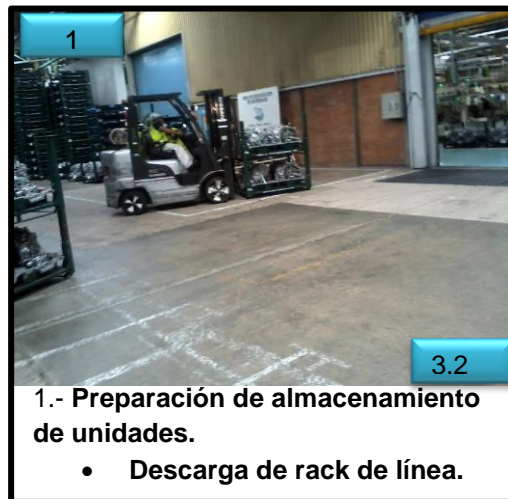 1
3.2
1.- Preparación de almacenamiento
de unidades.
• Descarga de rack de línea.